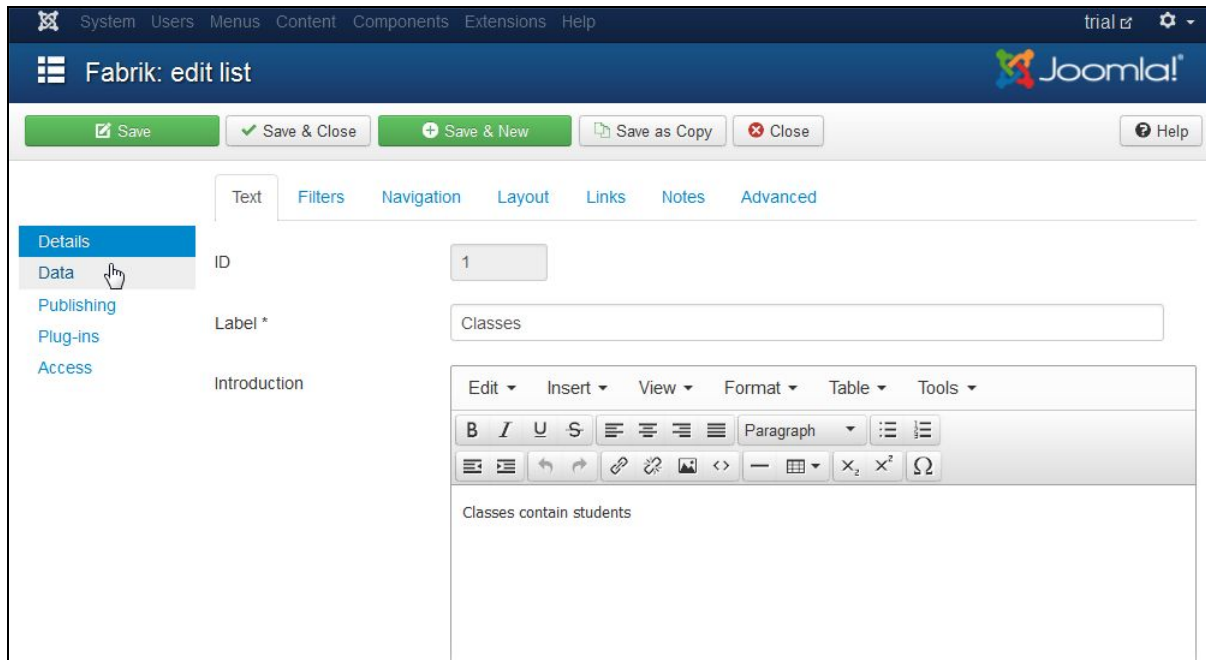 System Users Menus Content Components Extensions Help trial
Fabrik: edit list Joomla!
Save Save & Close Save & New Save as Copy Close Help
Text Filters Navigation Layout Links Notes Advanced
Details
Data
Publishing
Plug-ins
Access
ID 1
Label * Classes
Introduction
Edit Insert View Format Table Tools
B I U S Paragraph
X₂ X² Ω
Classes contain students